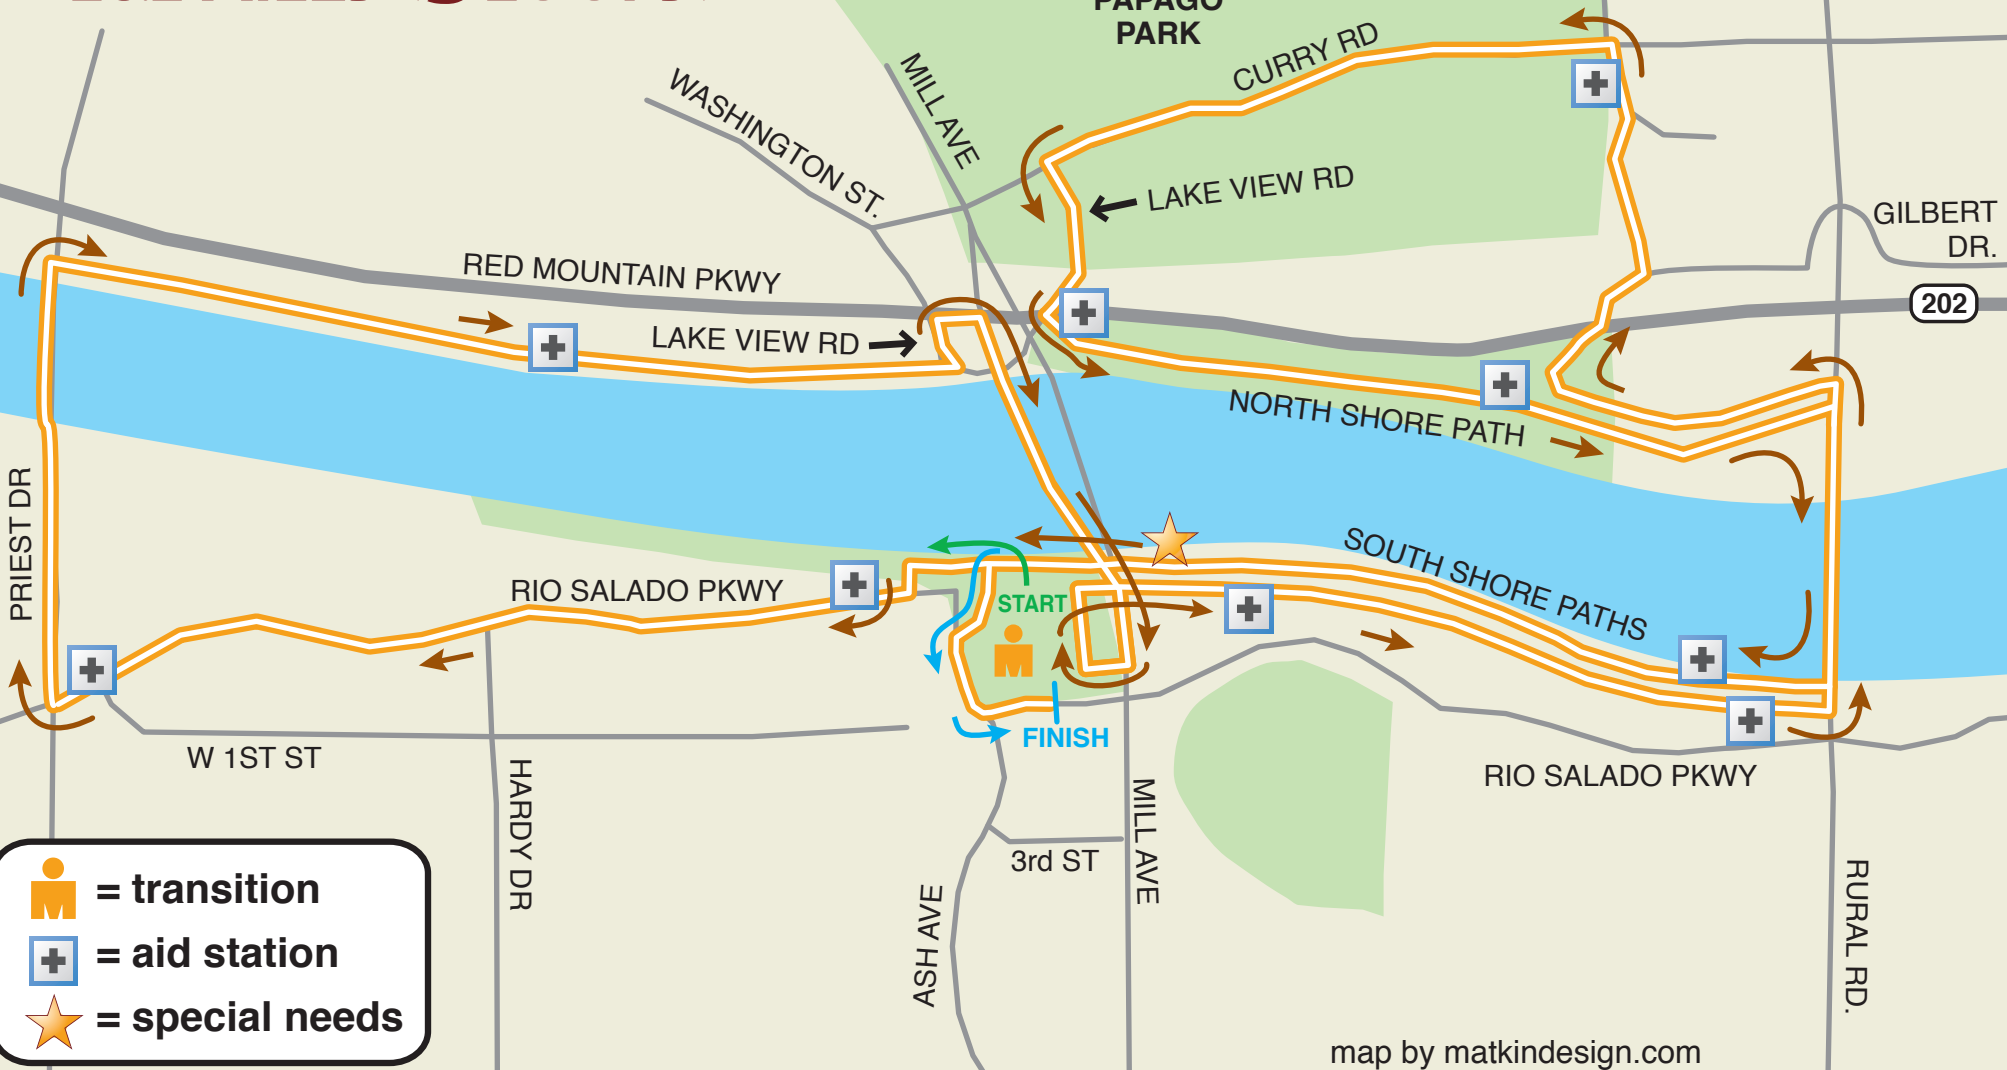 PAPAGO
PARK
CURRY RD
MILL AVE
WASHINGTON ST.
LAKE VIEW RD
GILBERT
DR.
RED MOUNTAIN PKWY
202
LAKE VIEW RD
NORTH SHORE PATH
PRIEST DR
SOUTH SHORE PATHS
RIO SALADO PKWY
START
FINISH
W 1ST ST
RIO SALADO PKWY
HARDY DR
MILL AVE
3rd ST
ASH AVE
RURAL RD.
= transition
= aid station
= special needs
map by matkindesign.com